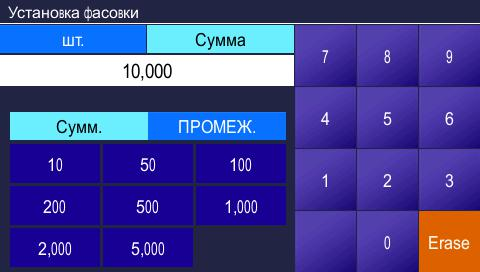 Установка фасовки
шт. Сумма
10,000
Сумм. ПРОМЕЖ.
10 50 100
200 500 1,000
2,000 5,000
7 8 9
4 5 6
1 2 3
0 Erase